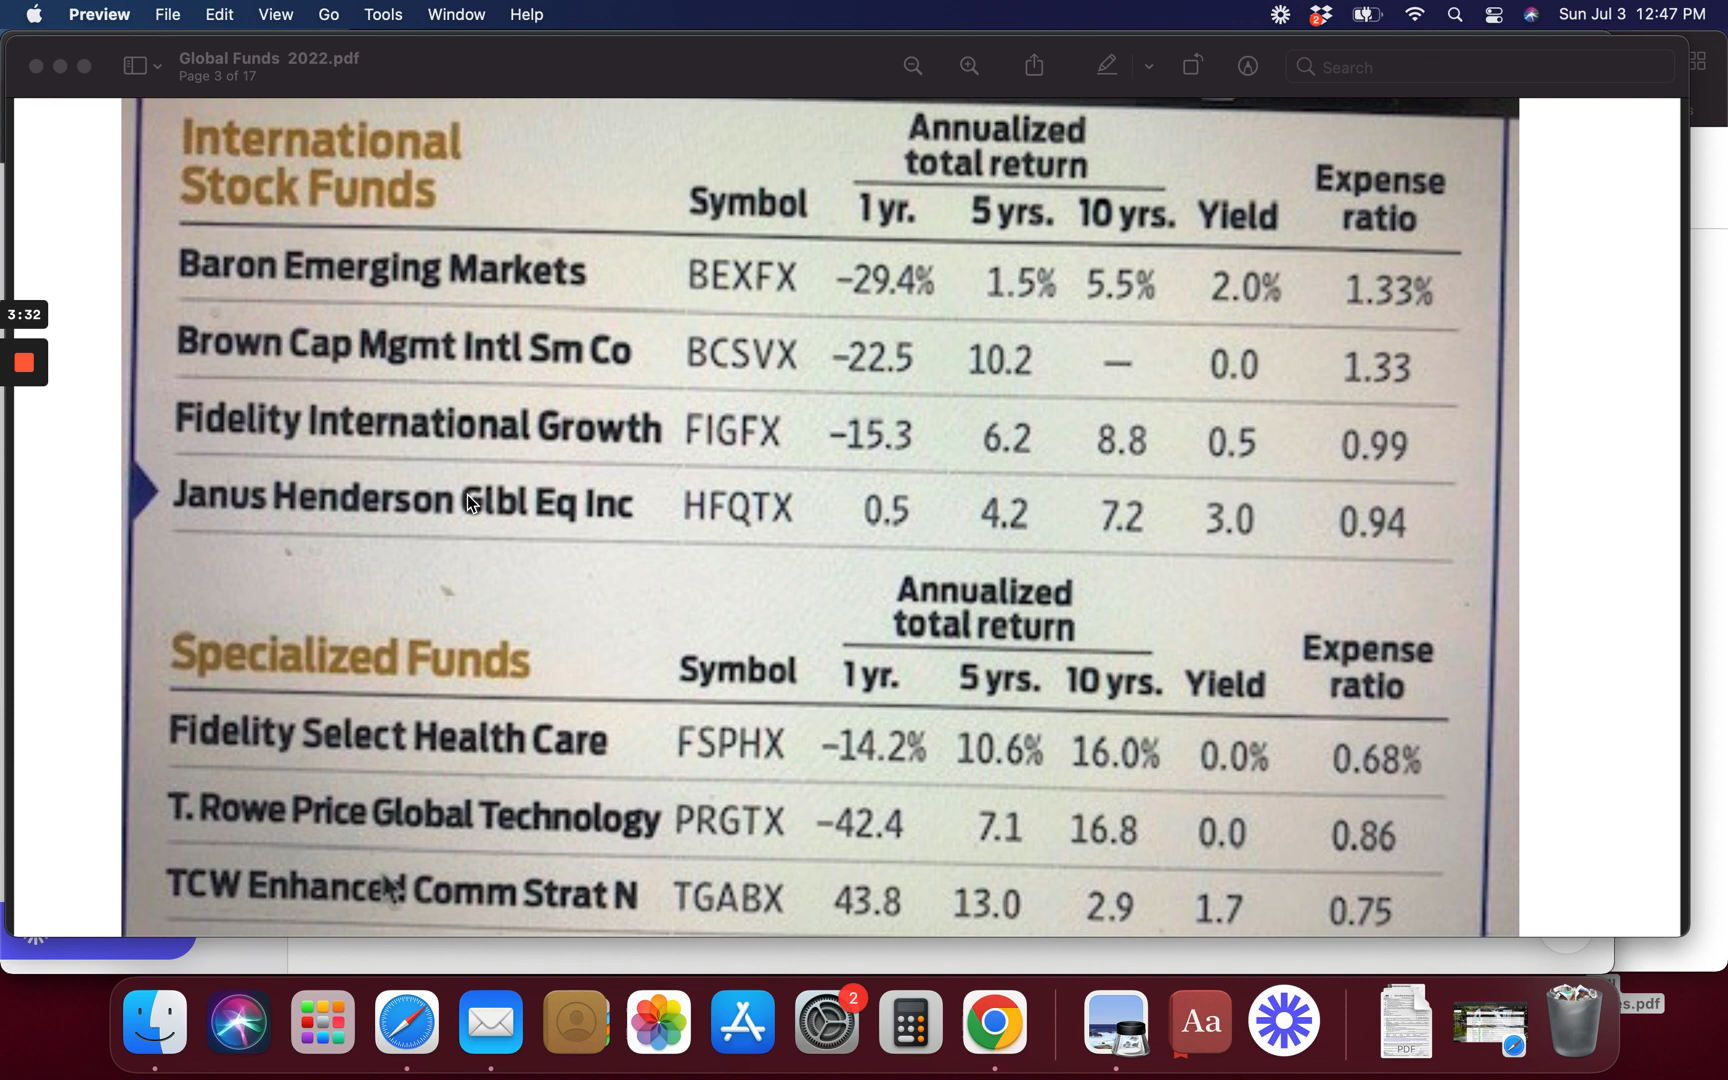 Preview File Edit View Go Tools Window Help
2
Sun Jul 3 12:47 PM
Global Funds 2022.pdf
Page 3 of 17
Search
3:32
International
Stock Funds
Annualized
total return
Symbol 1 yr. 5 yrs. 10 yrs. Yield Expense ratio
Baron Emerging Markets BEXFX –29.4% 1.5% 5.5% 2.0% 1.33%
Brown Cap Mgmt Intl Sm Co BCSVX –22.5 10.2 — 0.0 1.33
Fidelity International Growth FIGFX –15.3 6.2 8.8 0.5 0.99
Janus Henderson Glbl Eq Inc HFQTX 0.5 4.2 7.2 3.0 0.94
Annualized
total return
Specialized Funds Symbol 1 yr. 5 yrs. 10 yrs. Yield Expense ratio
Fidelity Select Health Care FSPHX –14.2% 10.6% 16.0% 0.0% 0.68%
T. Rowe Price Global Technology PRGTX –42.4 7.1 16.8 0.0 0.86
TCW Enhanced Comm Strat N TGABX 43.8 13.0 2.9 1.7 0.75
2
Aa
PDF
s.pdf